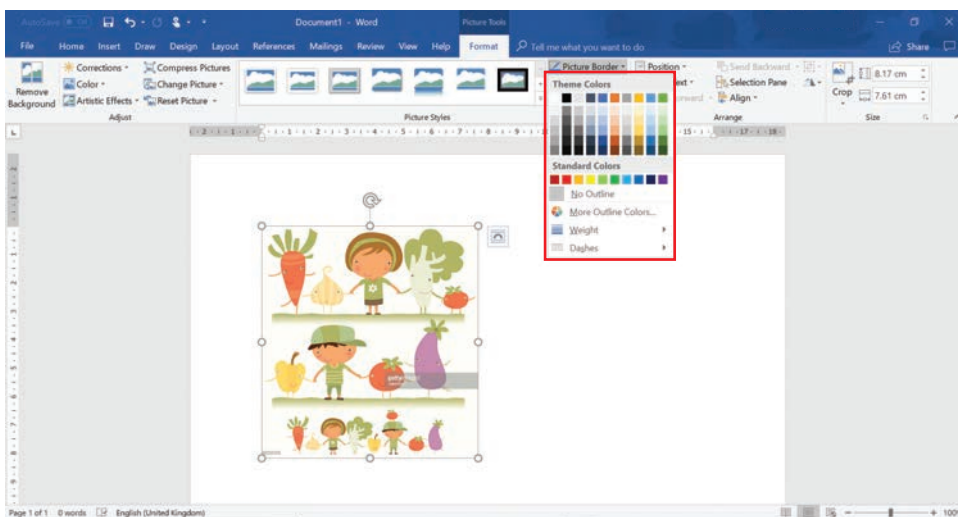 AutoSave
Document1 - Word
Picture Tools
File Home Insert Draw Design Layout References Mailings Review View Help Format Tell me what you want to do Share
Remove Background
Corrections
Color
Artistic Effects
Compress Pictures
Change Picture
Reset Picture
Adjust
Picture Styles
Picture Border
Theme Colors
Standard Colors
No Outline
More Outline Colors...
Weight
Dashes
Position
Send Backward
Selection Pane
Align
Arrange
Crop
8.17 cm
7.61 cm
Size
Page 1 of 1 0 words English (United Kingdom)